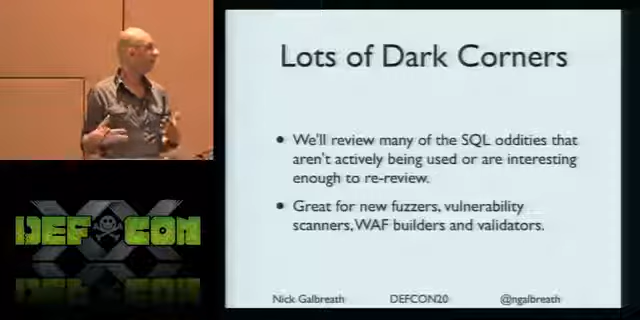 Lots of Dark Corners
• We'll review many of the SQL oddities that
aren't actively being used or are interesting
enough to re-review.
• Great for new fuzzers, vulnerability
scanners, WAF builders and validators.
Nick Galbreath DEFCON20 @ngalbreath
DEF CON
XX